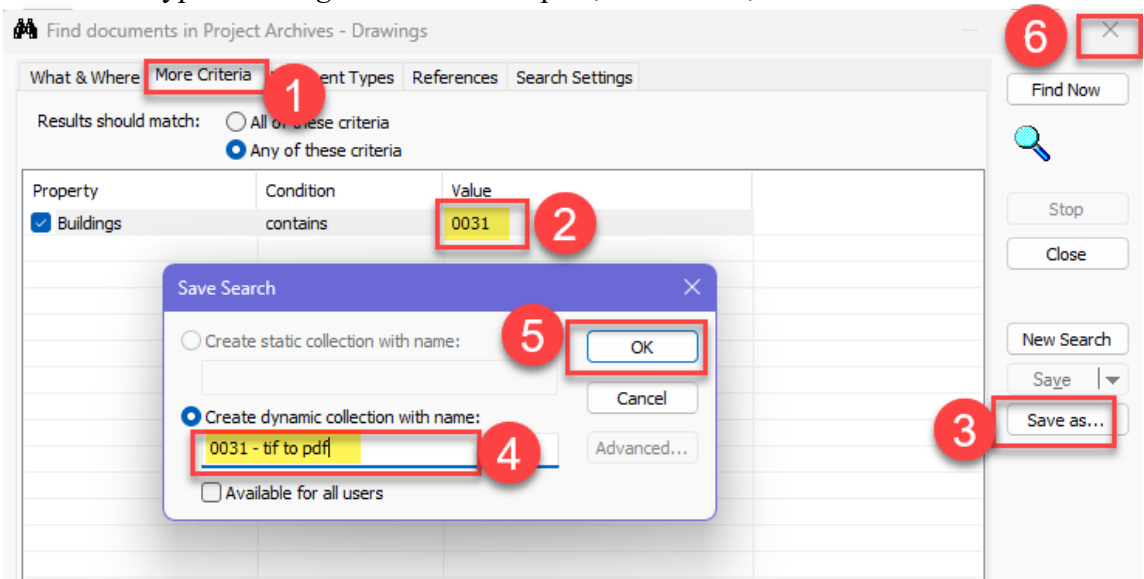 Find documents in Project Archives - Drawings
6
What & Where More Criteria ent Types References Search Settings
1
Find Now
Results should match: All of these criteria
Any of these criteria
Property Condition Value
Buildings contains 0031
2
Stop
Close
Save Search
Create static collection with name:
5
OK
New Search
Cancel
Save
Create dynamic collection with name:
0031 - tif to pdf
4
Advanced...
3
Save as...
Available for all users